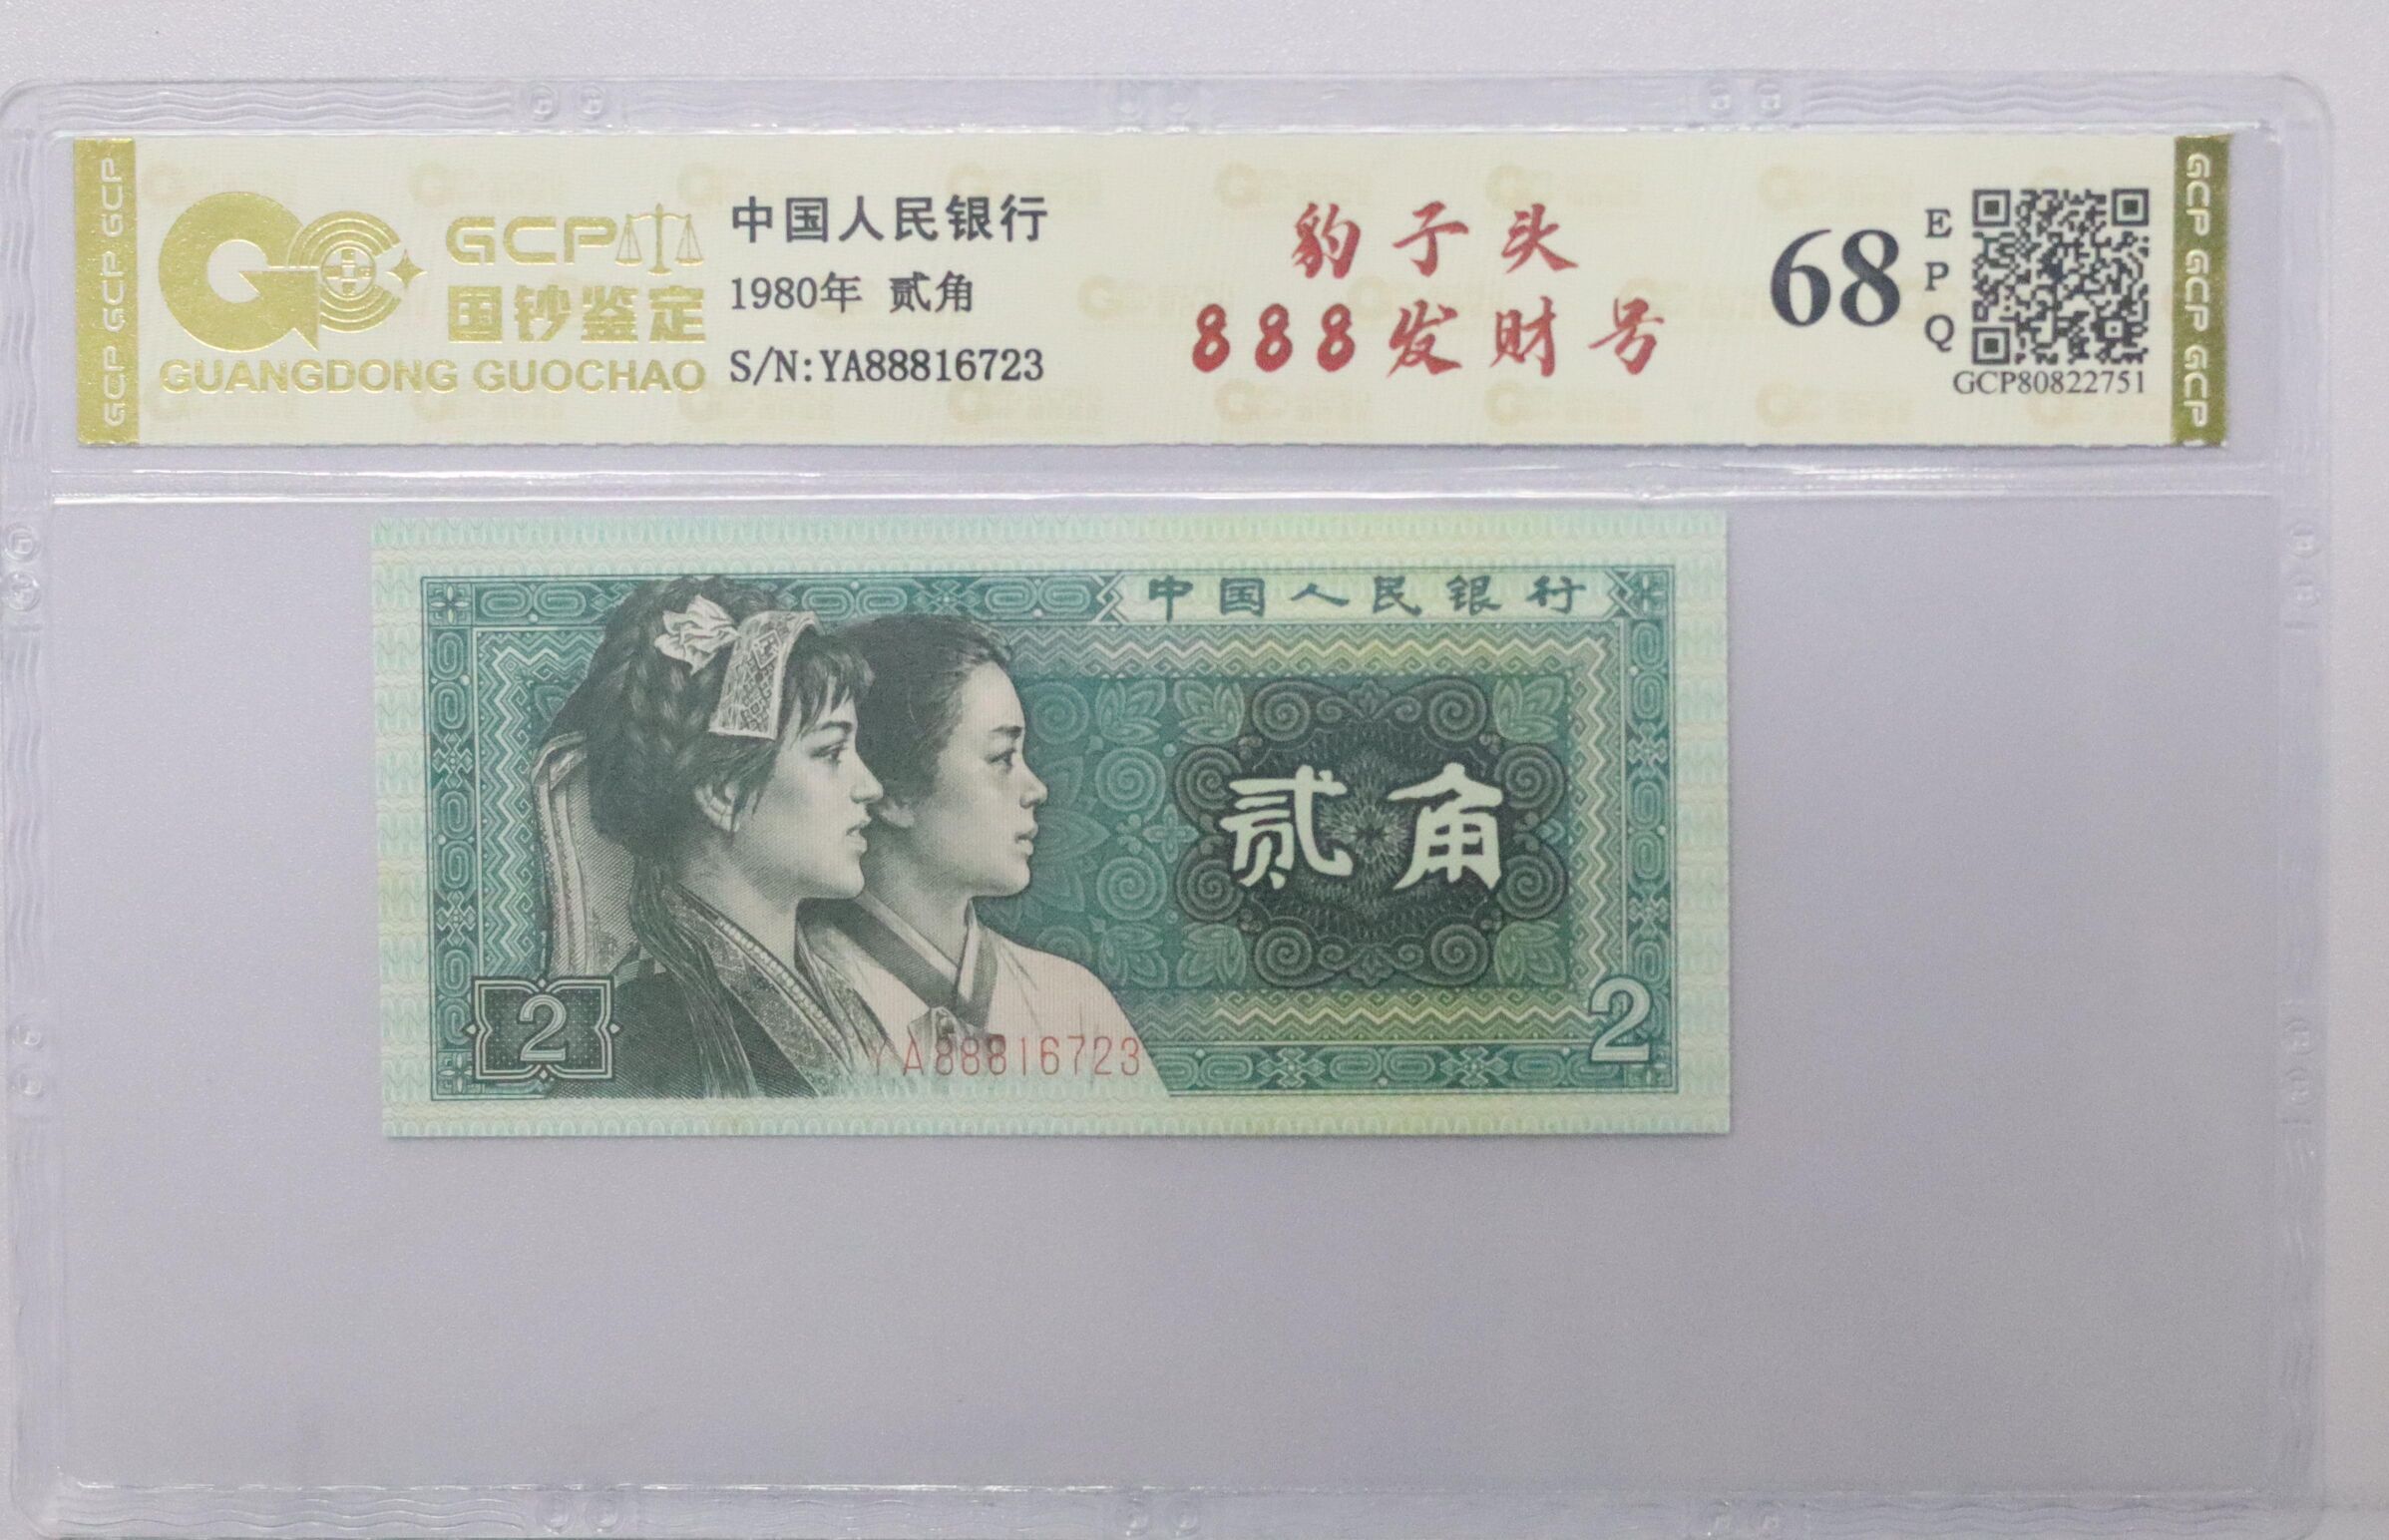 GCP GCP GCP
GCP
国钞鉴定
GUANGDONG GUOCHAO
中国人民银行
1980年 贰角
S/N:YA88816723
豹子头
888发财号
68
E
P
Q
GCP80822751
GCP GCP GCP
中国人民银行
贰角
2
YA88816723
2